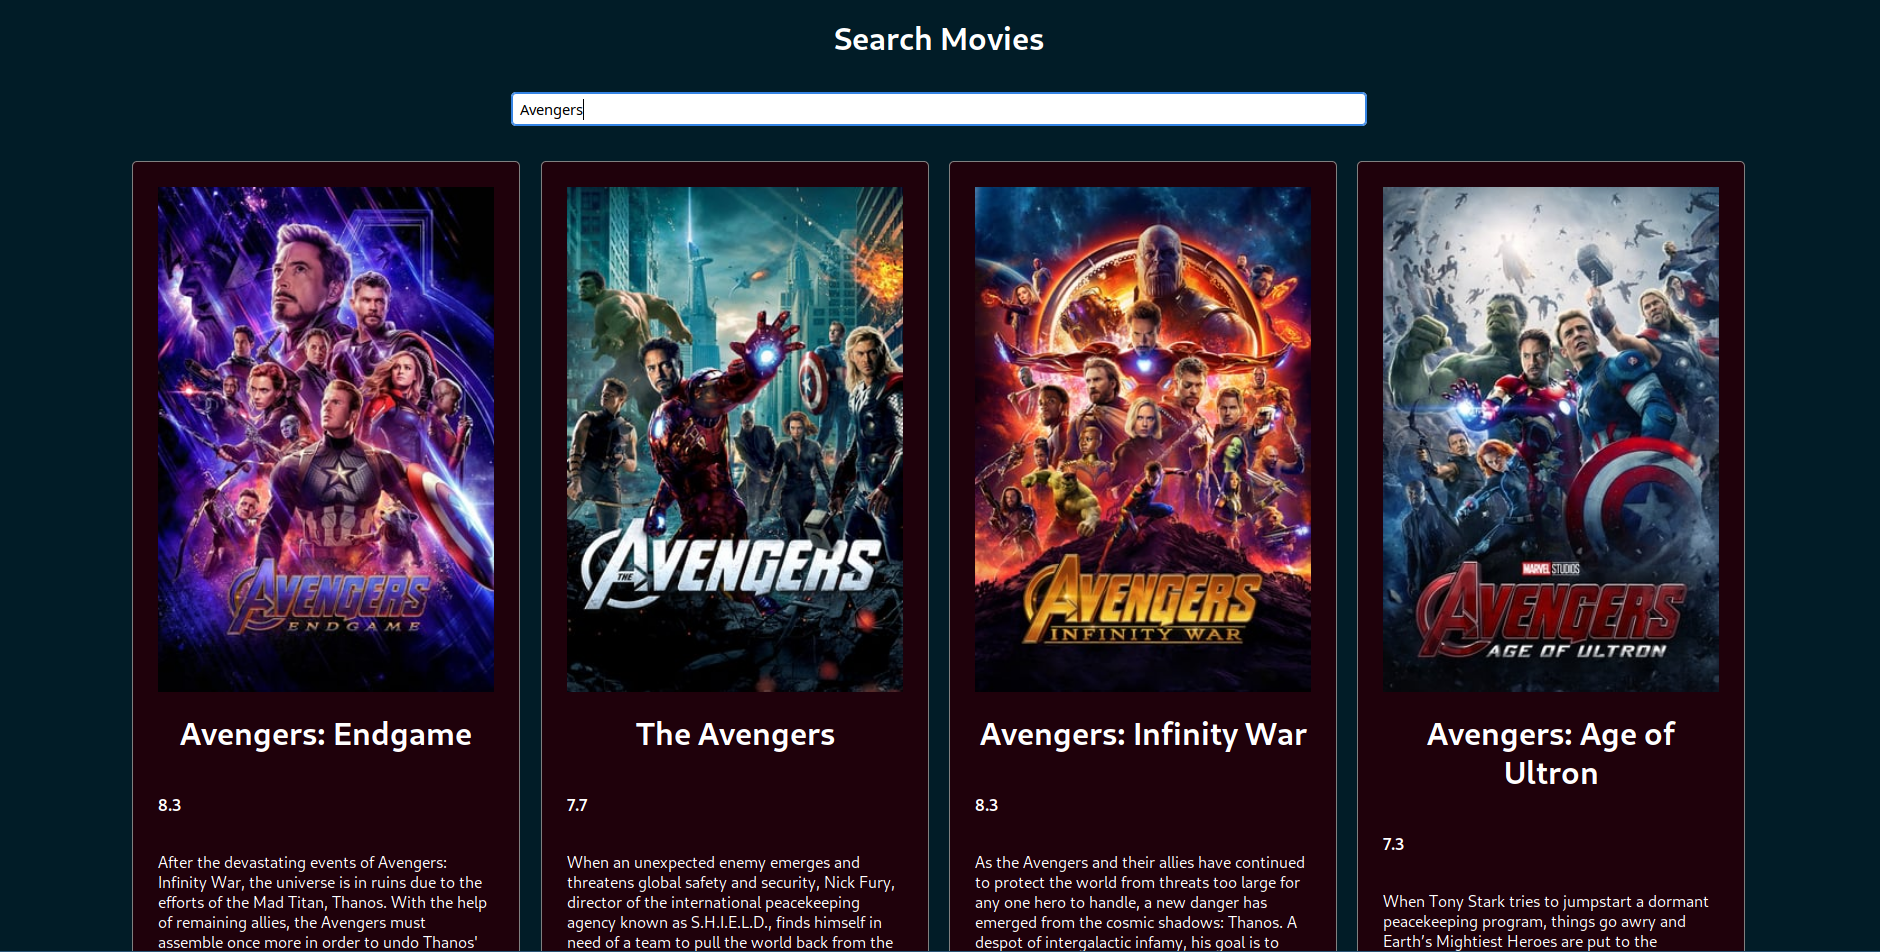 Search Movies
Avengers
AVENGERS
ENDGAME
THE AVENGERS
AVENGERS
INFINITY WAR
MARVEL STUDIOS
AVENGERS
AGE OF ULTRON
Avengers: Endgame
8.3
After the devastating events of Avengers:
Infinity War, the universe is in ruins due to the
efforts of the Mad Titan, Thanos. With the help
of remaining allies, the Avengers must
assemble once more in order to undo Thanos'
The Avengers
7.7
When an unexpected enemy emerges and
threatens global safety and security, Nick Fury,
director of the international peacekeeping
agency known as S.H.I.E.L.D., finds himself in
need of a team to pull the world back from the
Avengers: Infinity War
8.3
As the Avengers and their allies have continued
to protect the world from threats too large for
any one hero to handle, a new danger has
emerged from the cosmic shadows: Thanos. A
despot of intergalactic infamy, his goal is to
Avengers: Age of
Ultron
7.3
When Tony Stark tries to jumpstart a dormant
peacekeeping program, things go awry and
Earth’s Mightiest Heroes are put to the